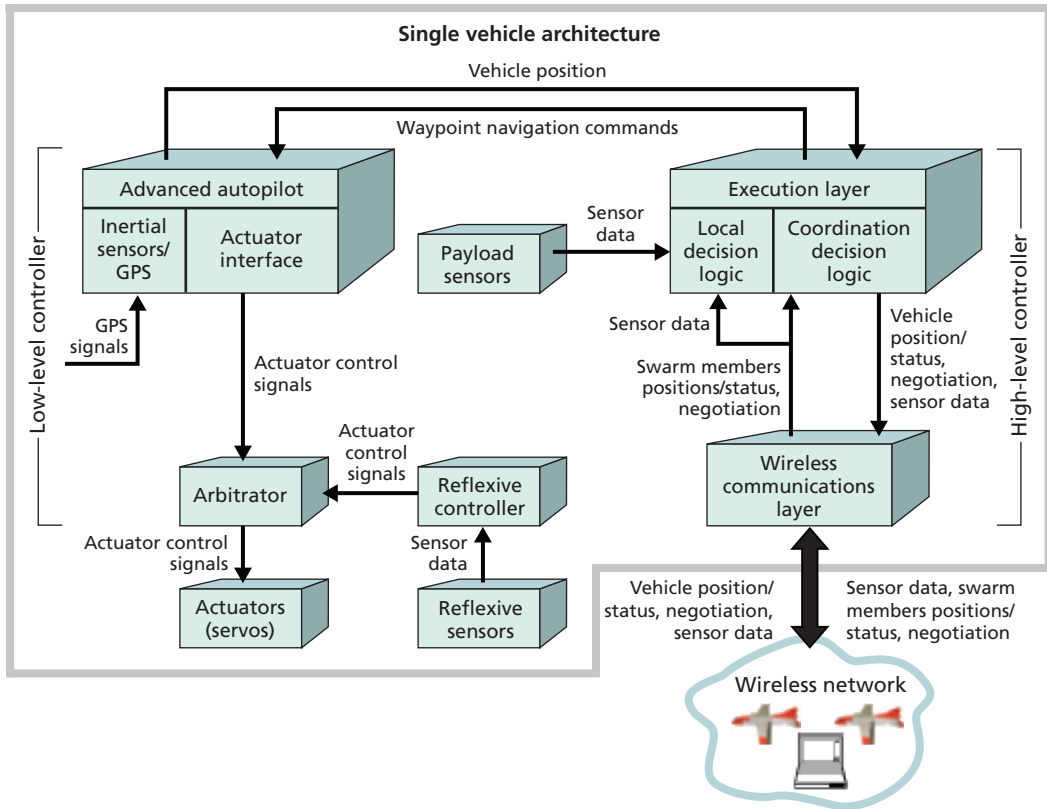 Single vehicle architecture
Vehicle position
Waypoint navigation commands
Low-level controller
Advanced autopilot
Inertial
sensors/
GPS
Actuator
interface
GPS
signals
Payload
sensors
Sensor
data
Execution layer
Local
decision
logic
Coordination
decision
logic
High-level controller
Sensor data
Swarm members
positions/status,
negotiation
Vehicle
position/
status,
negotiation,
sensor data
Actuator control
signals
Actuator
control
signals
Arbitrator
Reflexive
controller
Wireless
communications
layer
Actuator control
signals
Sensor
data
Actuators
(servos)
Reflexive
sensors
Vehicle position/
status, negotiation,
sensor data
Sensor data, swarm
members positions/
status, negotiation
Wireless network